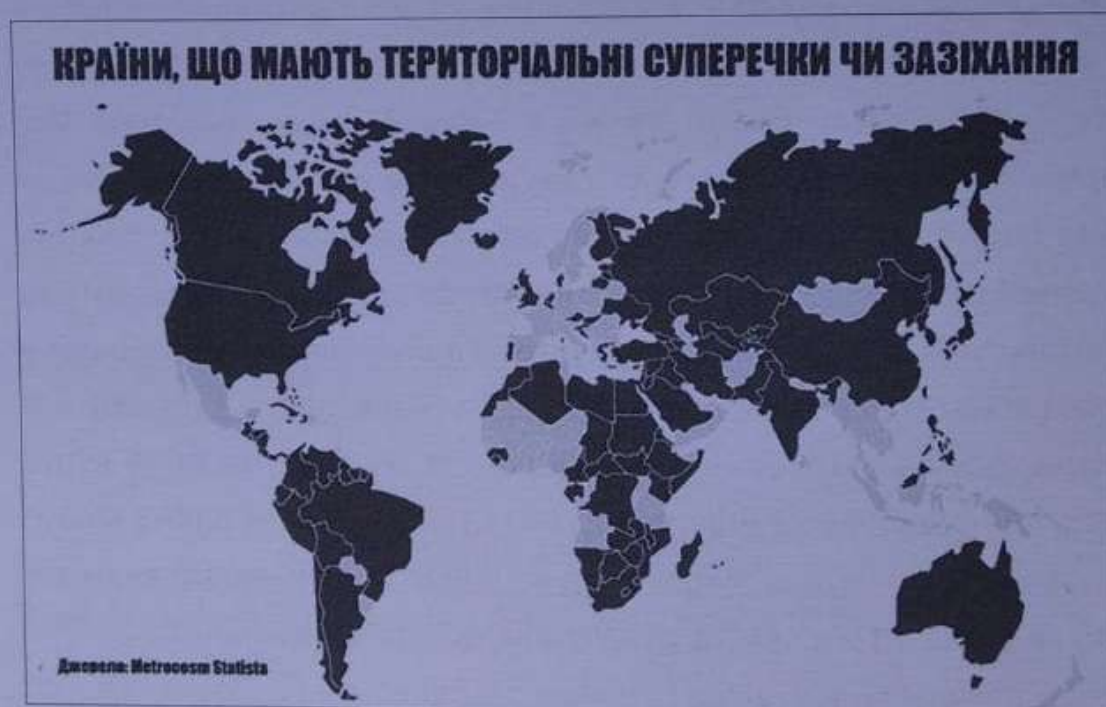 КРАЇНИ, ЩО МАЮТЬ ТЕРИТОРІАЛЬНІ СУПЕРЕЧКИ ЧИ ЗАЗІХАННЯ
Джерела: Metrocosm Statista